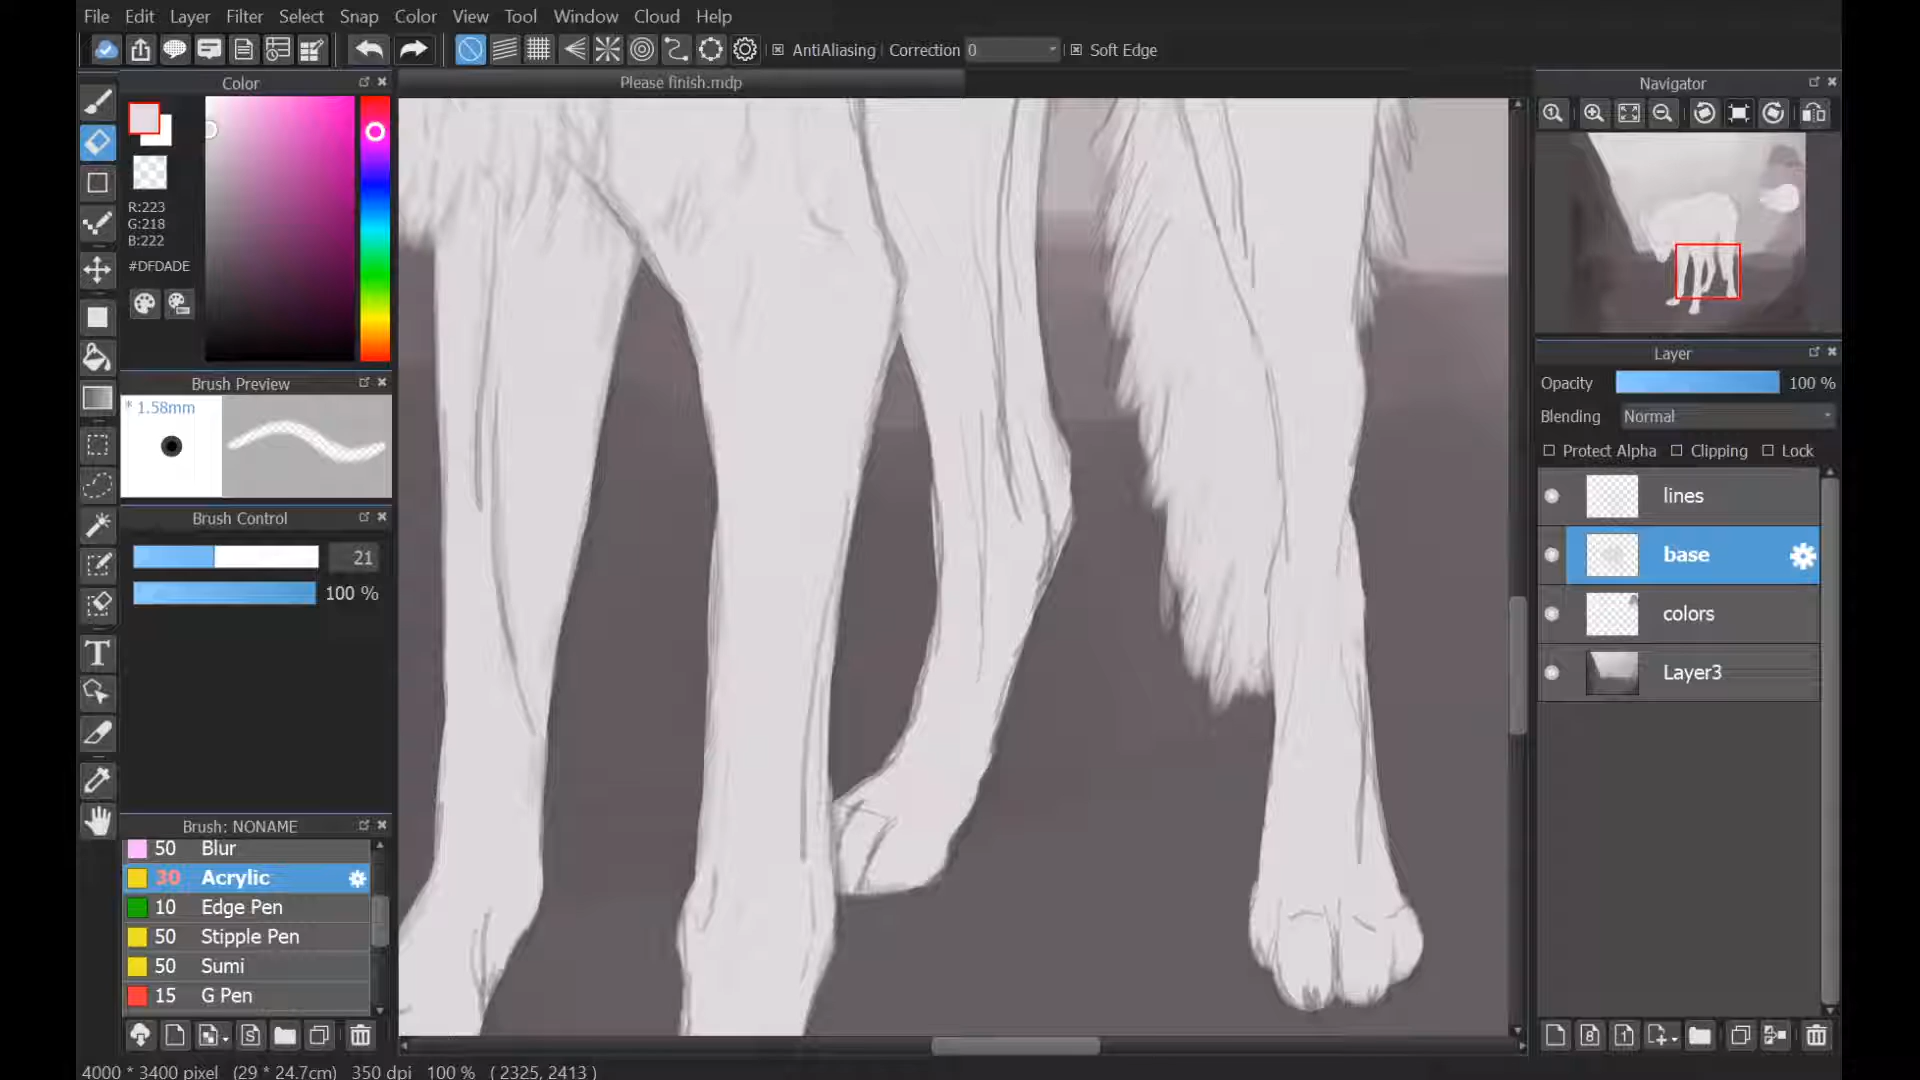 File Edit Layer Filter Select Snap Color View Tool Window Cloud Help
AntiAliasing Correction 0 Soft Edge
Color
Please finish.mdp
Navigator
R:223
G:218
B:222
#DFDADE
Brush Preview
* 1.58mm
Brush Control
21
100 %
Brush: NONAME
50 Blur
30 Acrylic
10 Edge Pen
50 Stipple Pen
50 Sumi
15 G Pen
Layer
Opacity 100 %
Blending Normal
Protect Alpha Clipping Lock
lines
base
colors
Layer3
4000 * 3400 pixel (29 * 24.7cm) 350 dpi 100 % ( 2325, 2413 )